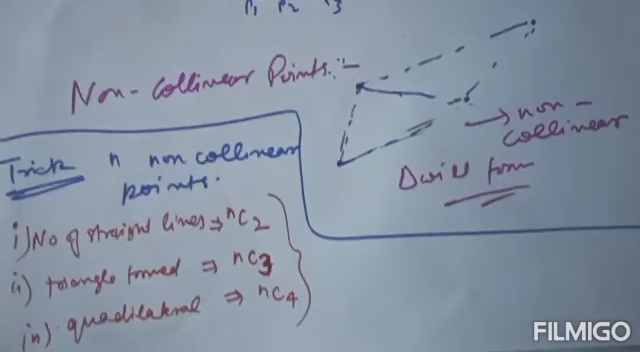 P1 P2 P3
Non-Collinear Points:-
→ non-
collinear
Δ will form
Trick n non collinear
points.
i) No of straight lines ⇒ nC2
ii) triangle formed ⇒ nC3
iii) quadilateral ⇒ nC4
FILMIGO